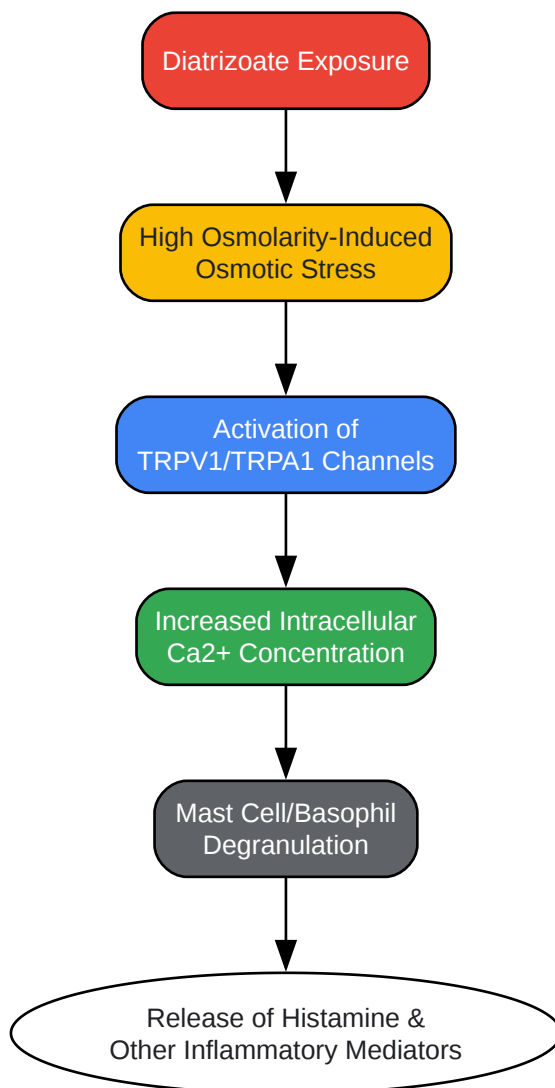 Diatrizoate Exposure
High Osmolarity-Induced
Osmotic Stress
Activation of
TRPV1/TRPA1 Channels
Increased Intracellular
Ca2+ Concentration
Mast Cell/Basophil
Degranulation
Release of Histamine &
Other Inflammatory Mediators